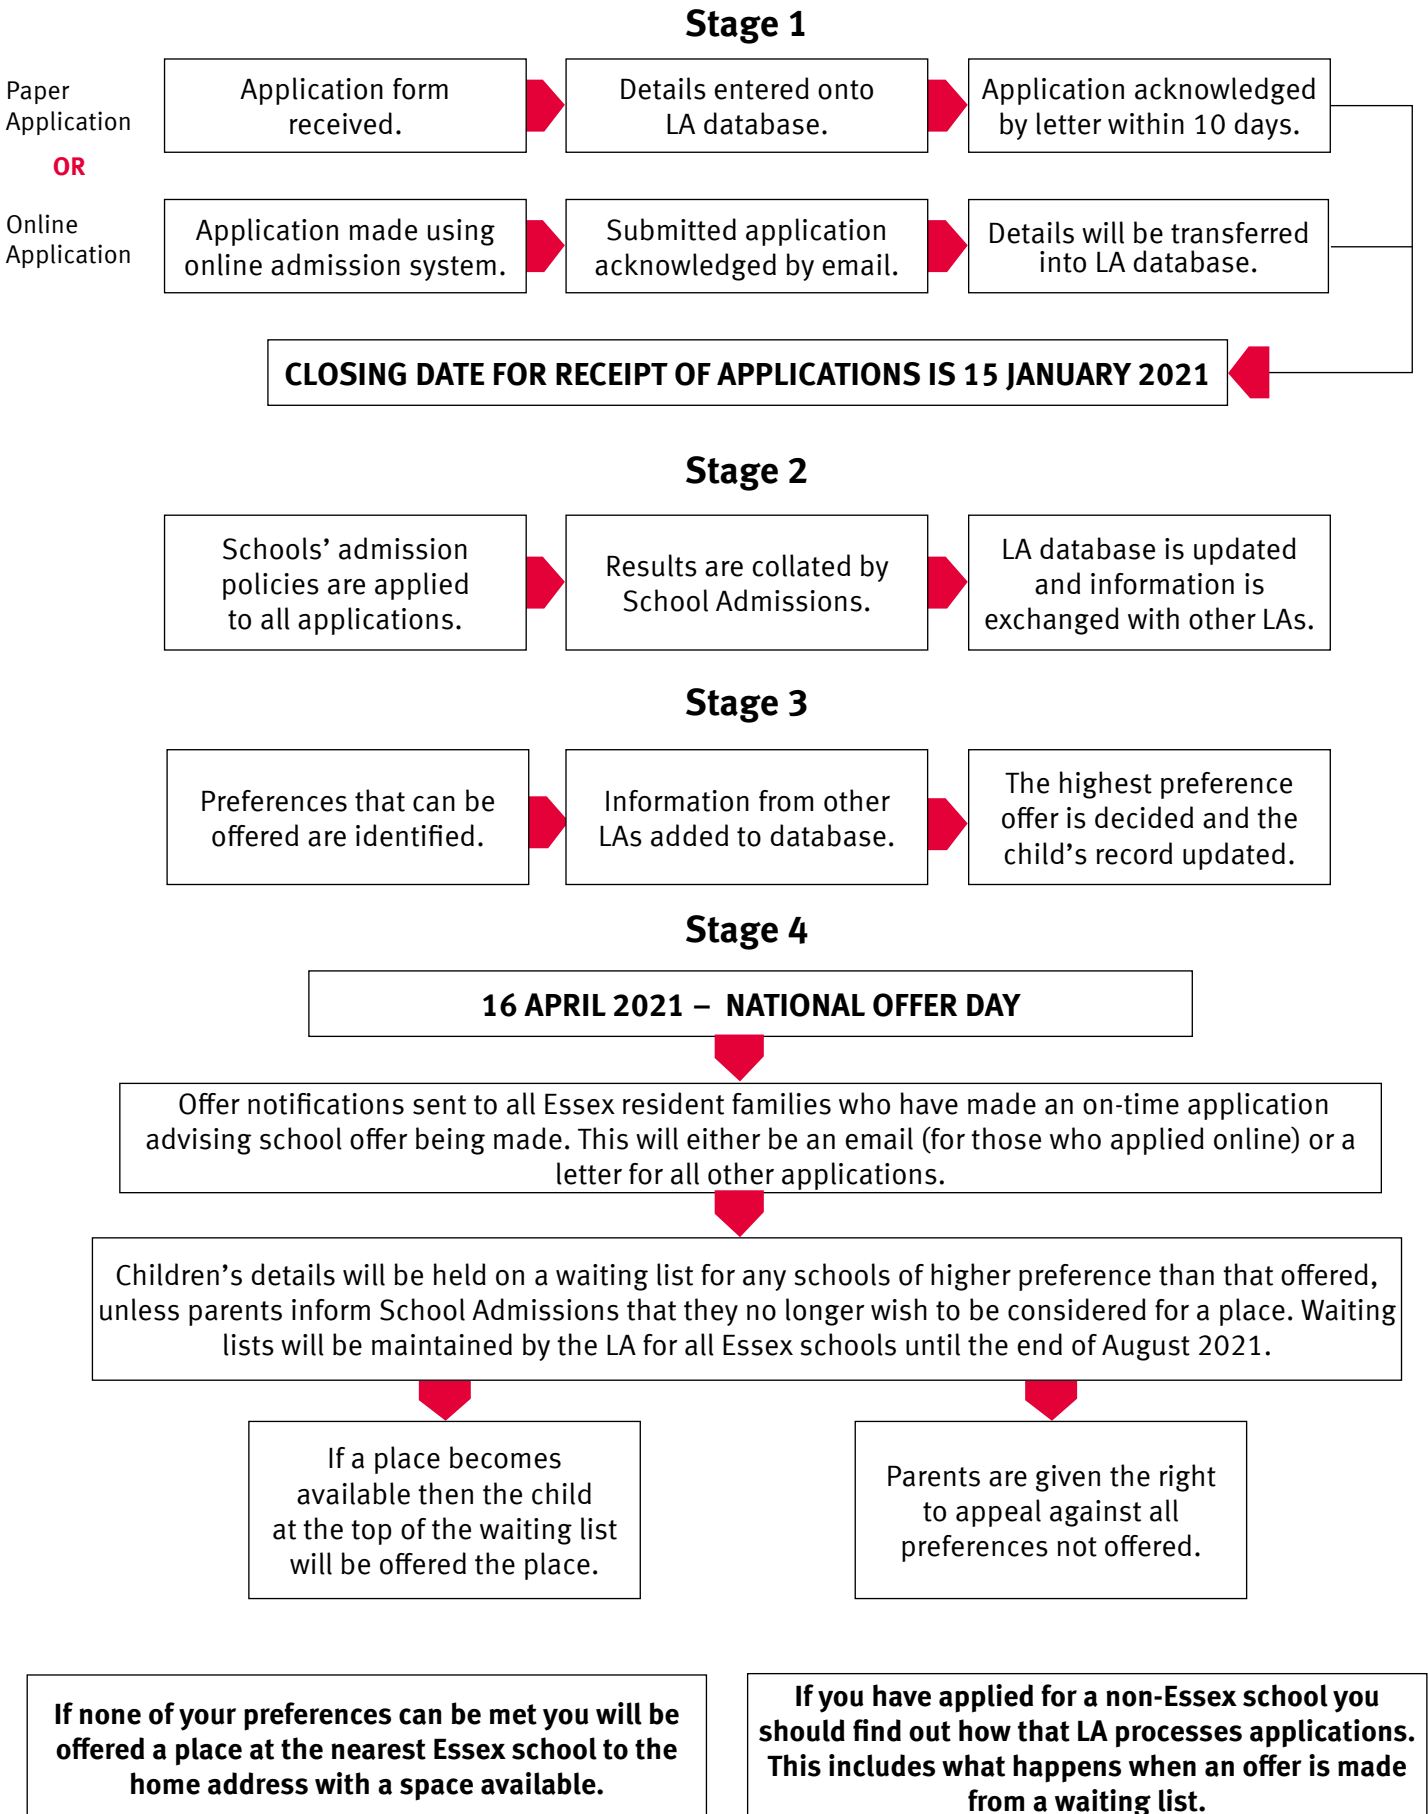 Stage 1
Paper
Application
OR
Online
Application
Application form
received.
Details entered onto
LA database.
Application acknowledged
by letter within 10 days.
Application made using
online admission system.
Submitted application
acknowledged by email.
Details will be transferred
into LA database.
CLOSING DATE FOR RECEIPT OF APPLICATIONS IS 15 JANUARY 2021
Stage 2
Schools’ admission
policies are applied
to all applications.
Results are collated by
School Admissions.
LA database is updated
and information is
exchanged with other LAs.
Stage 3
Preferences that can be
offered are identified.
Information from other
LAs added to database.
The highest preference
offer is decided and the
child’s record updated.
Stage 4
16 APRIL 2021 – NATIONAL OFFER DAY
Offer notifications sent to all Essex resident families who have made an on-time application
advising school offer being made. This will either be an email (for those who applied online) or a
letter for all other applications.
Children’s details will be held on a waiting list for any schools of higher preference than that offered,
unless parents inform School Admissions that they no longer wish to be considered for a place. Waiting
lists will be maintained by the LA for all Essex schools until the end of August 2021.
If a place becomes
available then the child
at the top of the waiting list
will be offered the place.
Parents are given the right
to appeal against all
preferences not offered.
If none of your preferences can be met you will be
offered a place at the nearest Essex school to the
home address with a space available.
If you have applied for a non-Essex school you
should find out how that LA processes applications.
This includes what happens when an offer is made
from a waiting list.